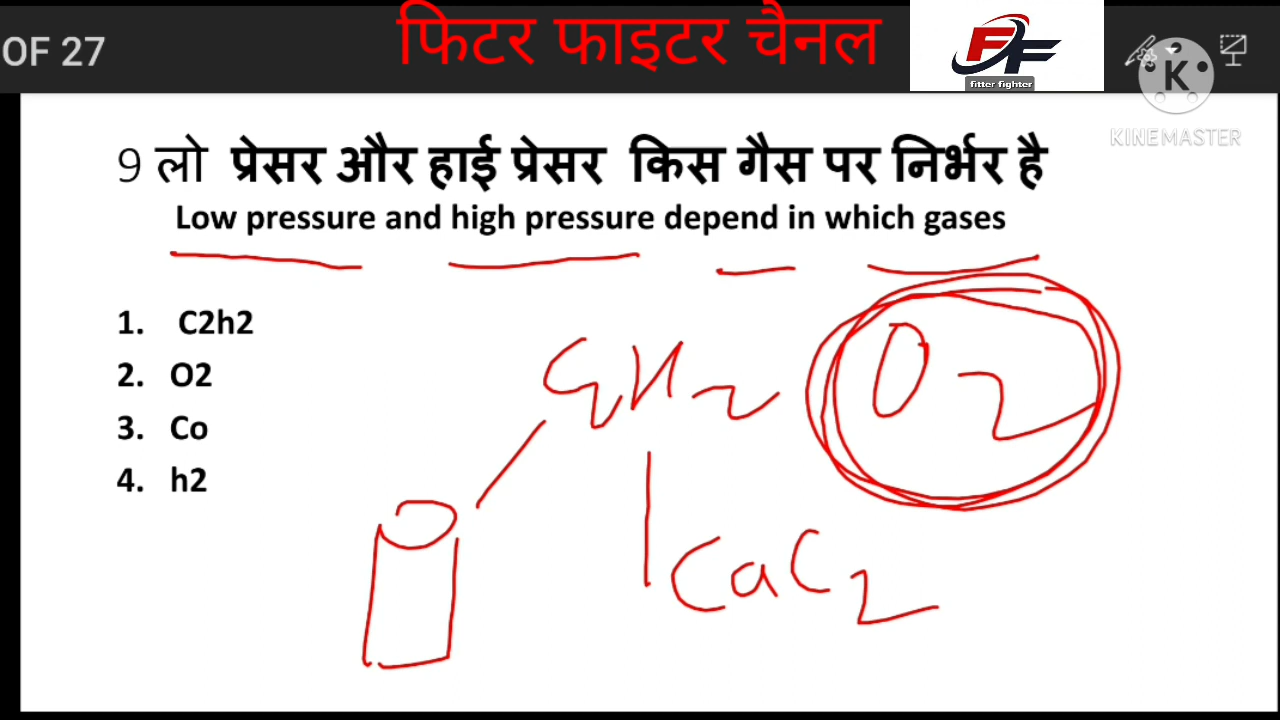 फिटर फाइटर चैनल
OF 27
FF
fitter fighter
K
KINEMASTER
9 लो प्रेसर और हाई प्रेसर किस गैस पर निर्भर है
Low pressure and high pressure depend in which gases
1. C2h2
2. O2
3. Co
4. h2
C2H2
O2
CaC2